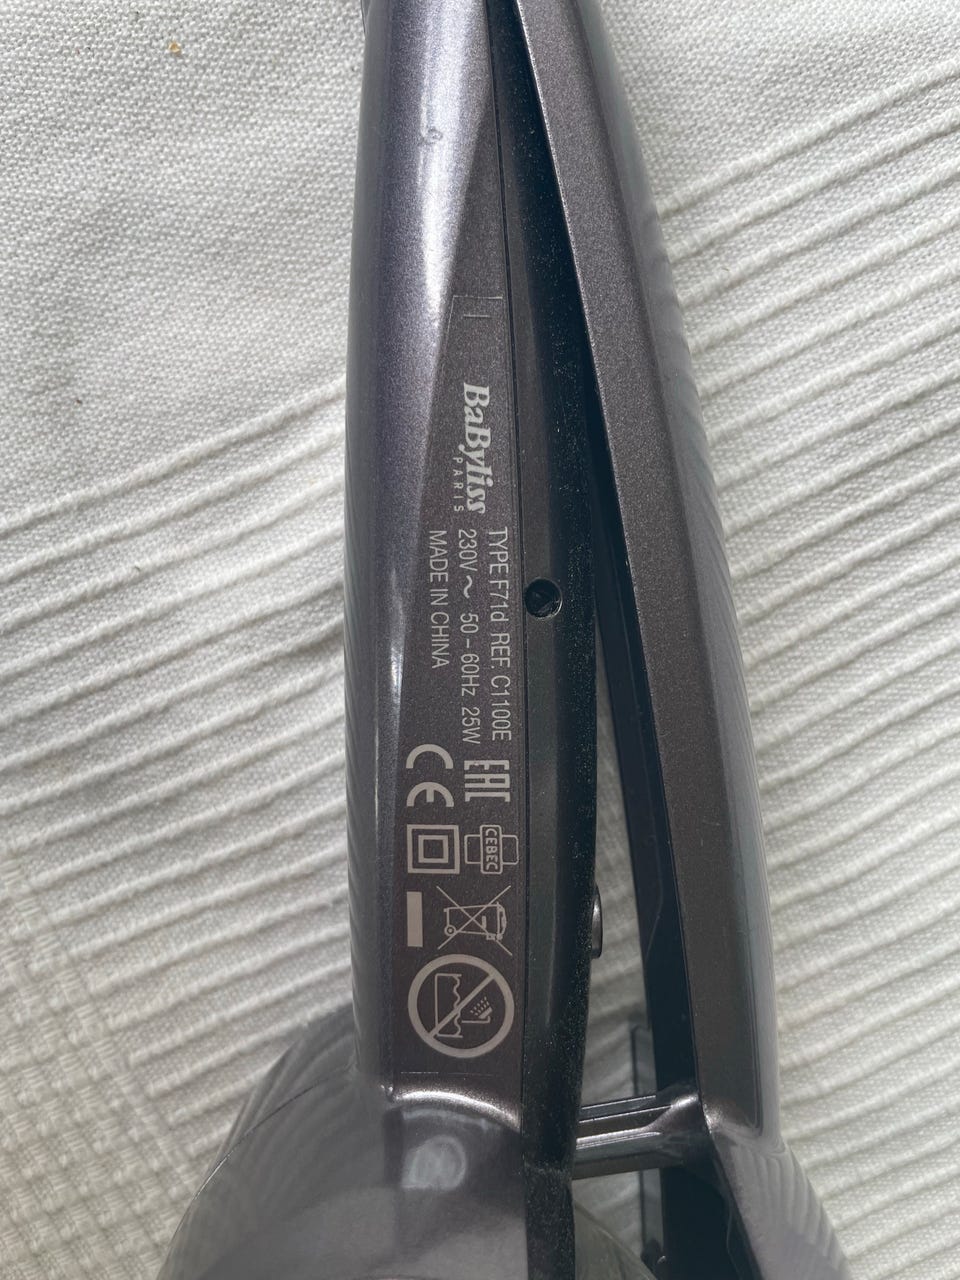 BaByliss
PARIS
TYPE F71d REF. C1100E
230V~ 50-60Hz 25W
MADE IN CHINA
EAC
CE
CEBEC